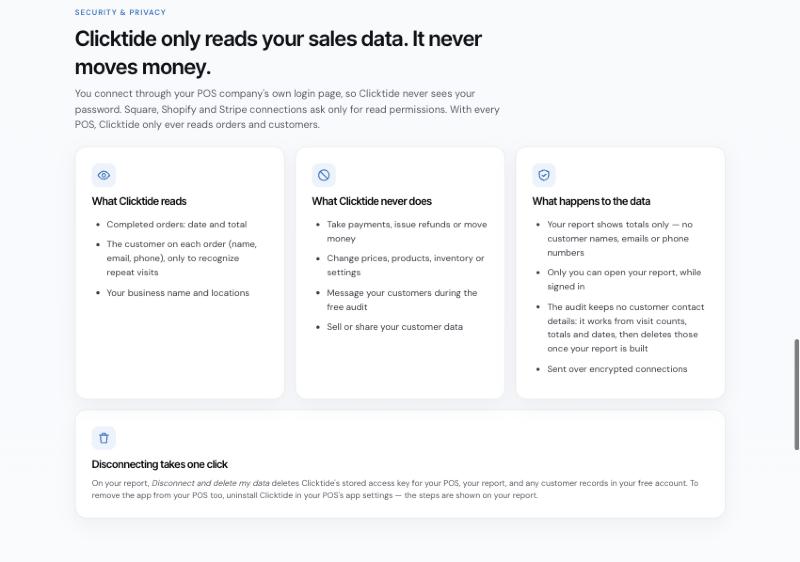 SECURITY & PRIVACY
Clicktide only reads your sales data. It never
moves money.
You connect through your POS company's own login page, so Clicktide never sees your
password. Square, Shopify and Stripe connections ask only for read permissions. With every
POS, Clicktide only ever reads orders and customers.
What Clicktide reads
• Completed orders: date and total
• The customer on each order (name,
email, phone), only to recognize
repeat visits
• Your business name and locations
What Clicktide never does
• Take payments, issue refunds or move
money
• Change prices, products, inventory or
settings
• Message your customers during the
free audit
• Sell or share your customer data
What happens to the data
• Your report shows totals only — no
customer names, emails or phone
numbers
• Only you can open your report, while
signed in
• The audit keeps no customer contact
details: it works from visit counts,
totals and dates, then deletes those
once your report is built
• Sent over encrypted connections
Disconnecting takes one click
On your report, Disconnect and delete my data deletes Clicktide's stored access key for your POS, your report, and any customer records in your free account. To
remove the app from your POS too, uninstall Clicktide in your POS's app settings — the steps are shown on your report.